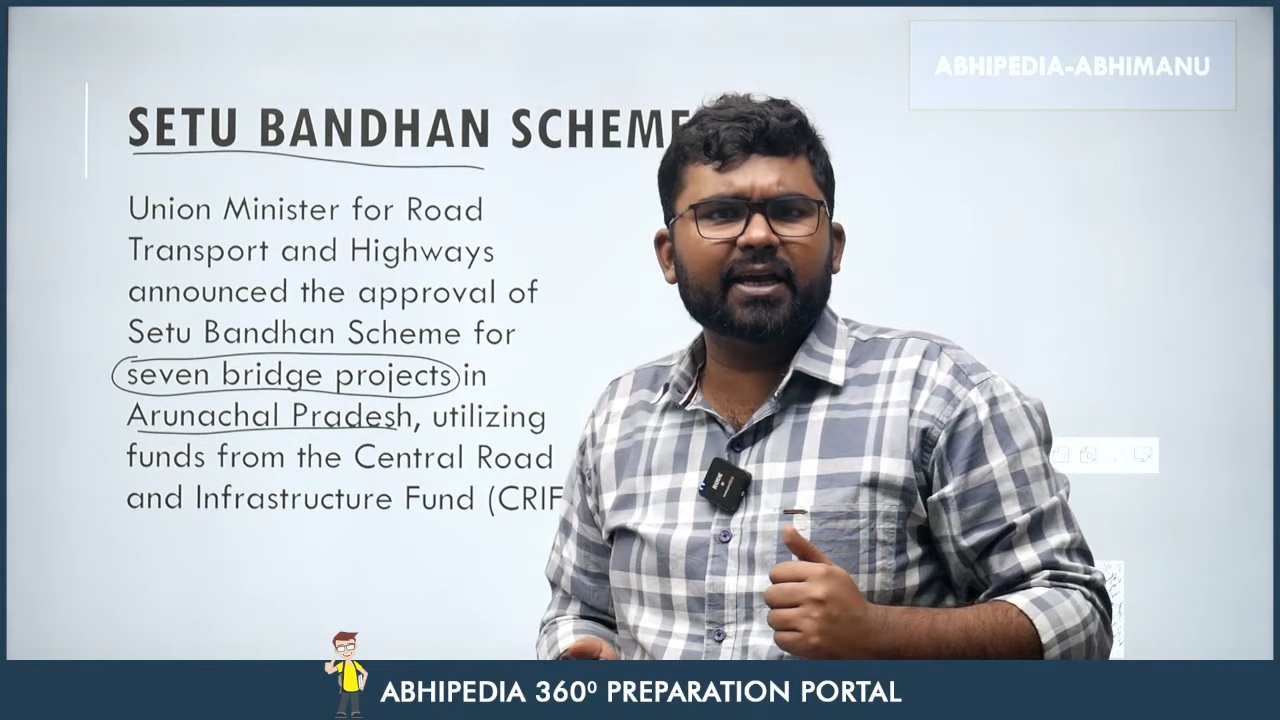 ABHIPEDIA-ABHIMANU
SETU BANDHAN SCHEME
Union Minister for Road
Transport and Highways
announced the approval of
Setu Bandhan Scheme for
seven bridge projects in
Arunachal Pradesh, utilizing
funds from the Central Road
and Infrastructure Fund (CRIF
ABHIPEDIA 360⁰ PREPARATION PORTAL